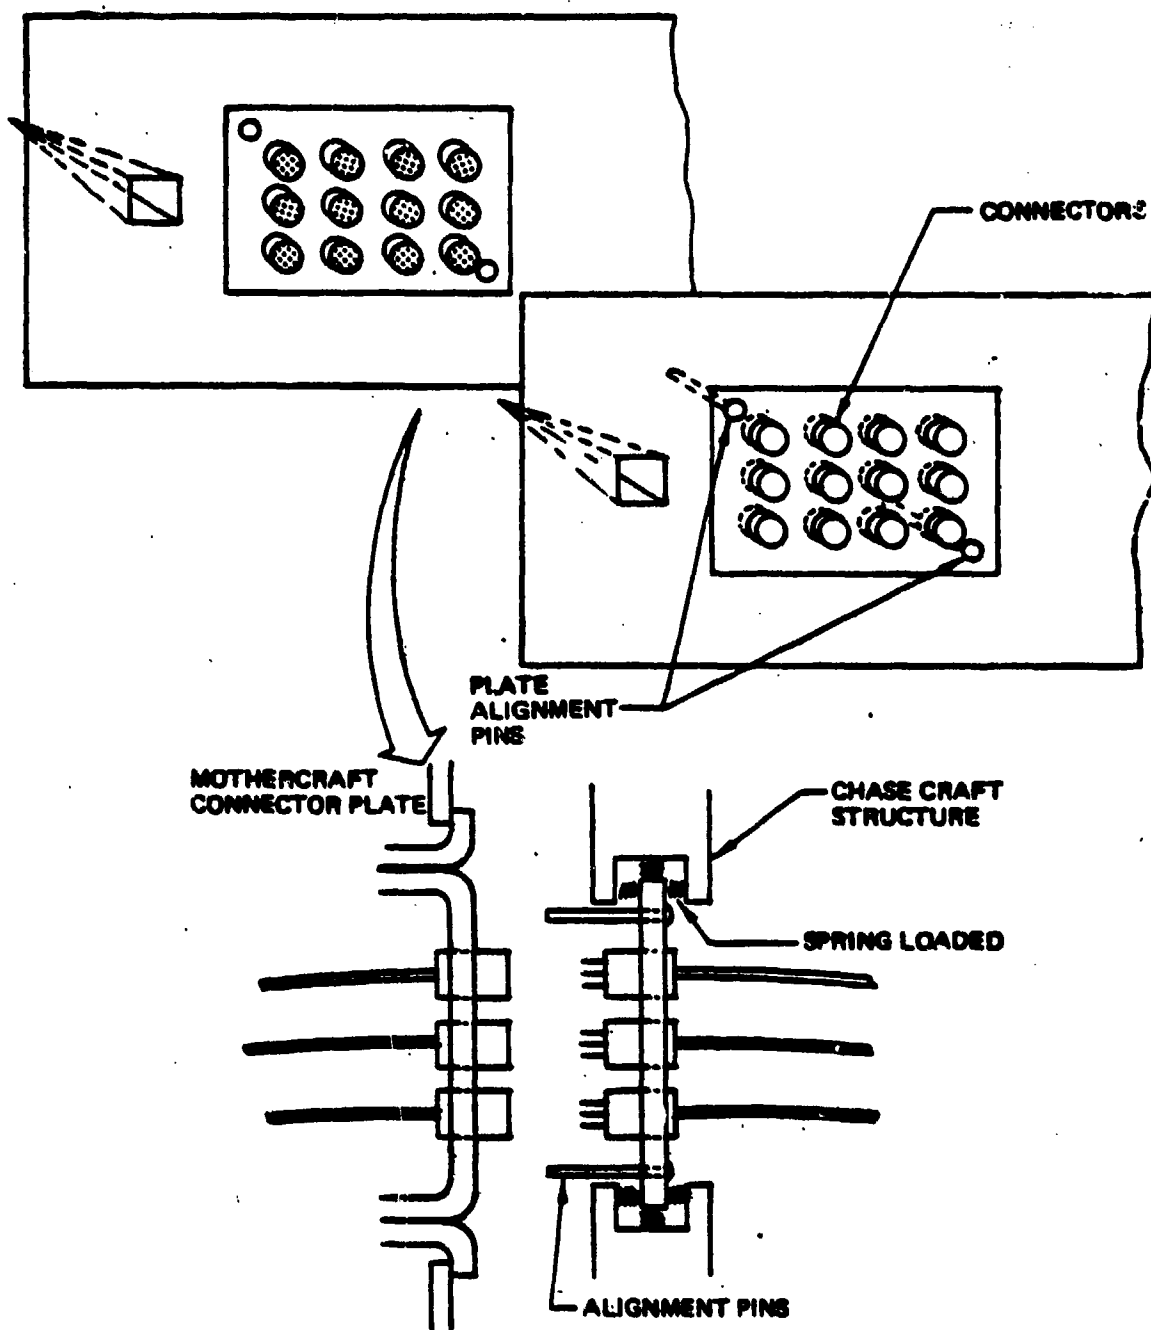 CONNECTORS
PLATE
ALIGNMENT
PINS
MOTHERCRAFT
CONNECTOR PLATE
CHASE CRAFT
STRUCTURE
SPRING LOADED
ALIGNMENT PINS